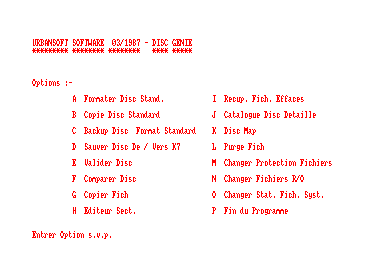 URBANSOFT SOFTWARE 03/1987 - DISC GENIE
********* ******** ******* **** *****
Options :-
A Formater Disc Stand. I Recup. Fich. Effaces
B Copie Disc Standard J Catalogue Disc Detaille
C Backup Disc Format Standard K Disc Map
D Sauver Disc De / Vers K7 L Purge Fich
E Valider Disc M Changer Protection Fichiers
F Comparer Disc N Changer Fichiers R/O
G Copier Fich O Changer Stat. Fich. Syst.
H Editeur Sect. P Fin du Programme
Entrer Option s.v.p.